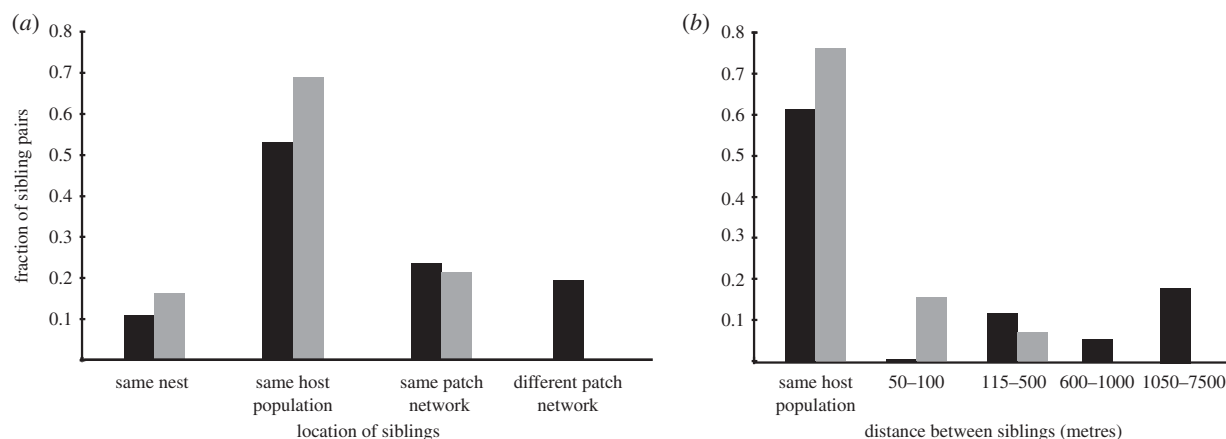 (a)
0.8
0.7
0.6
0.5
0.4
0.3
0.2
0.1
fraction of sibling pairs
same nest
same host
population
same patch
network
different patch
network
location of siblings
(b)
0.8
0.7
0.6
0.5
0.4
0.3
0.2
0.1
same host
population
50–100
115–500
600–1000
1050–7500
distance between siblings (metres)